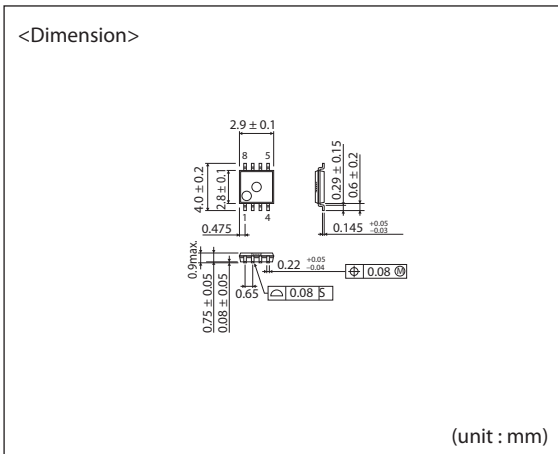 <Dimension>
2.9 ± 0.1
8 5
4.0 ± 0.2
2.8 ± 0.1
1 4
0.475
0.29 ± 0.15
0.6 ± 0.2
0.145 +0.05 −0.03
0.9max.
0.75 ± 0.05
0.08 ± 0.05
0.65
0.22 +0.05 −0.04
⌖ 0.08 Ⓜ
⌓ 0.08 S
(unit : mm)